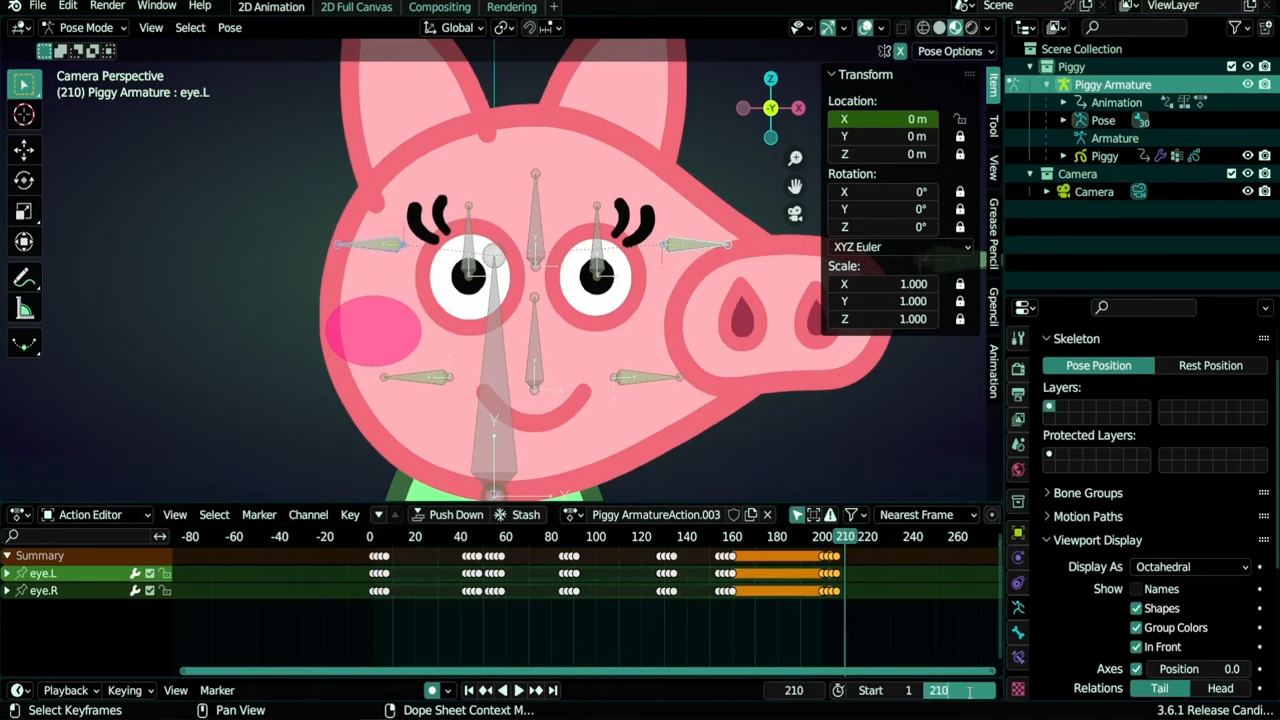 File Edit Render Window Help 2D Animation 2D Full Canvas Compositing Rendering + Scene ViewLayer
Pose Mode View Select Pose Global
X Pose Options
Camera Perspective
(210) Piggy Armature : eye.L
Z
-Y
X
Transform
Location:
X 0 m
Y 0 m
Z 0 m
Rotation:
X 0°
Y 0°
Z 0°
XYZ Euler
Scale:
X 1.000
Y 1.000
Z 1.000
Item
Tool
View
Grease Pencil
Gpencil
Animation
Scene Collection
Piggy
Piggy Armature
Animation
Pose 30
Armature
Piggy
Camera
Camera
Skeleton
Pose Position Rest Position
Layers:
Protected Layers:
Bone Groups
Motion Paths
Viewport Display
Display As Octahedral
Show Names
Shapes
Group Colors
In Front
Axes Position 0.0
Relations Tail Head
Action Editor View Select Marker Channel Key Push Down Stash Piggy ArmatureAction.003 Nearest Frame
-80 -60 -40 -20 0 20 40 60 80 100 120 140 160 180 200 210 220 240 260
Summary
eye.L
eye.R
Playback Keying View Marker 210 Start 1 210
Select Keyframes Pan View Dope Sheet Context M... 3.6.1 Release Candi...